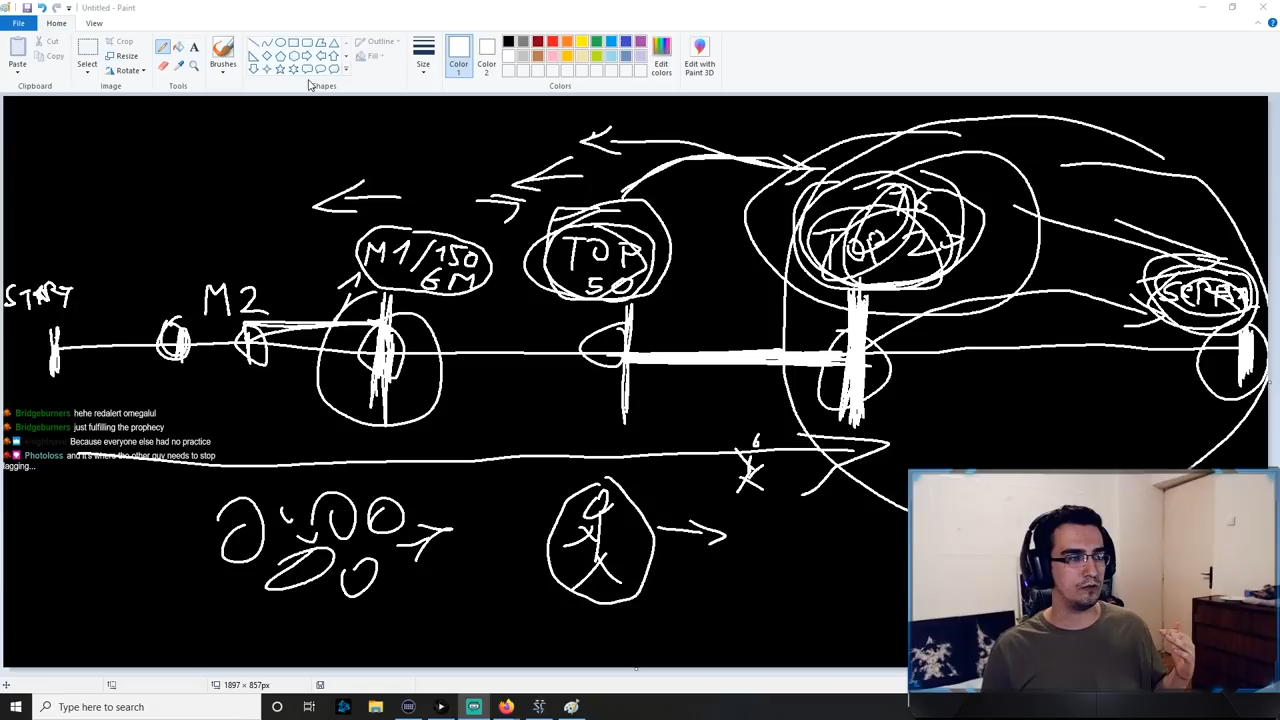 Untitled - Paint
File
Home
View
Paste
Cut
Copy
Clipboard
Select
Crop
Resize
Rotate
Image
Tools
Brushes
Shapes
Outline
Fill
Size
Color
1
Color
2
Edit
colors
Edit with
Paint 3D
Colors
START
M2
M1/150
6M
TOP
50
TOP
SERRAL
6
Bridgeburners hehe redalert omegalul
Bridgeburners just fulfilling the prophecy
Because everyone else had no practice
Photoloss and it's where the other guy needs to stop
lagging...
1897 × 857px
Type here to search